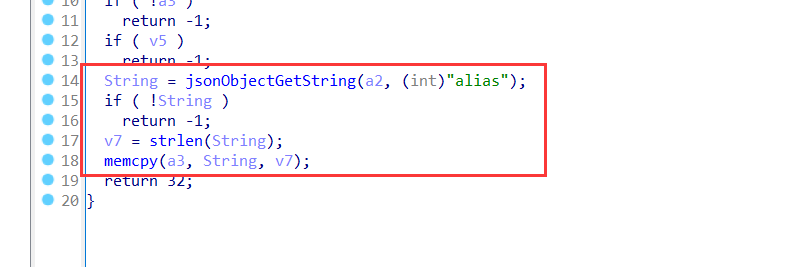 10 if ( !a3 )
11 return -1;
12 if ( v5 )
13 return -1;
14 String = jsonObjectGetString(a2, (int)"alias");
15 if ( !String )
16 return -1;
17 v7 = strlen(String);
18 memcpy(a3, String, v7);
19 return 32;
20 }